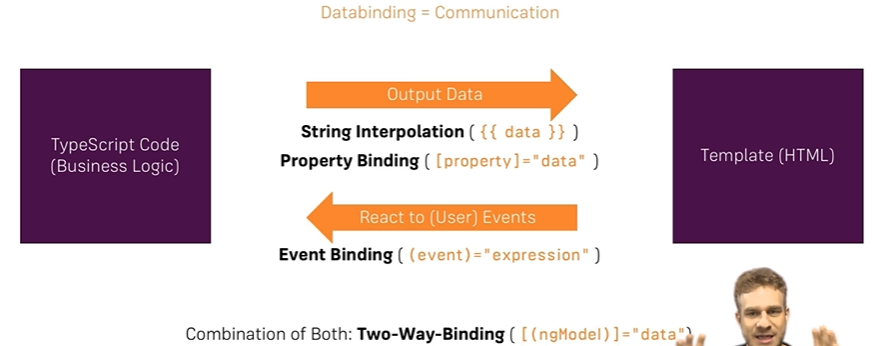 Databinding = Communication
TypeScript Code
(Business Logic)
Output Data
String Interpolation ( {{ data }} )
Property Binding ( [property]="data" )
React to (User) Events
Event Binding ( (event)="expression" )
Template (HTML)
Combination of Both: Two-Way-Binding ( [(ngModel)]="data")